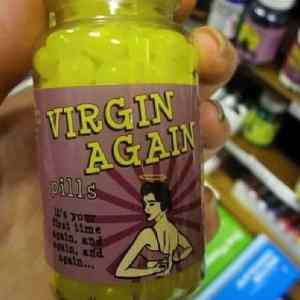 VIRGIN
AGAIN
pills
it's your
first time
again, and
again, and
again...